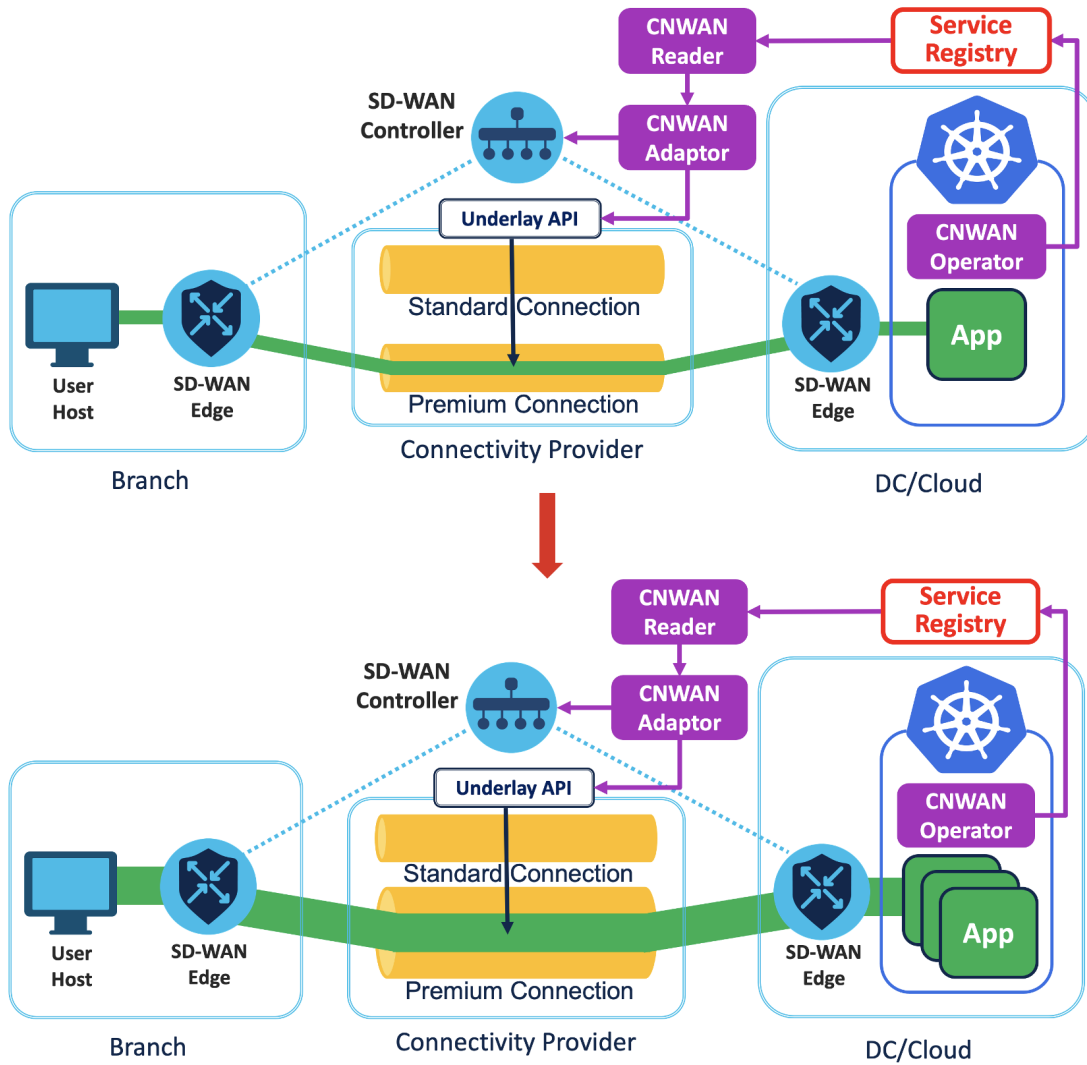 CNWAN
Reader
Service
Registry
SD-WAN
Controller
CNWAN
Adaptor
Underlay API
CNWAN
Operator
Standard Connection
App
User
Host
SD-WAN
Edge
Premium Connection
SD-WAN
Edge
Connectivity Provider
Branch
DC/Cloud
CNWAN
Reader
Service
Registry
SD-WAN
Controller
CNWAN
Adaptor
Underlay API
CNWAN
Operator
Standard Connection
App
User
Host
SD-WAN
Edge
Premium Connection
SD-WAN
Edge
Connectivity Provider
Branch
DC/Cloud